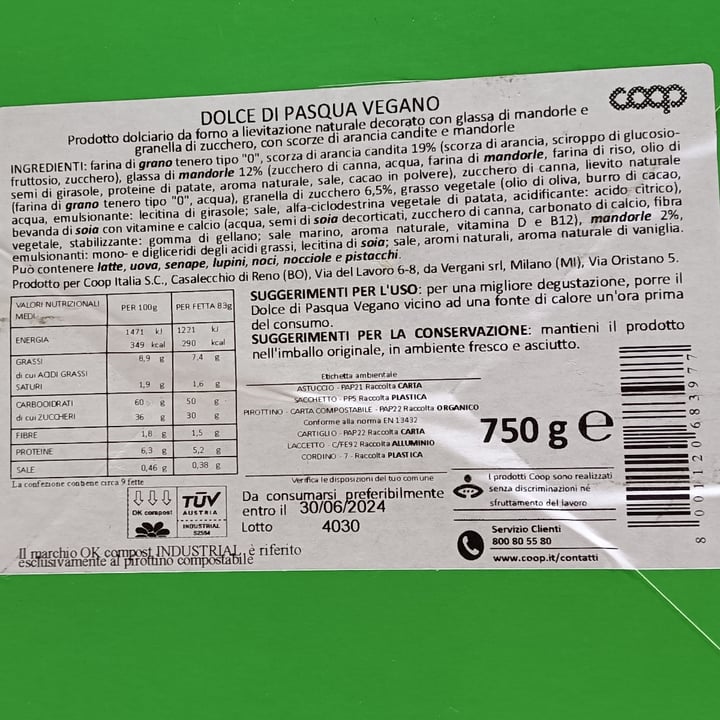 coop
DOLCE DI PASQUA VEGANO
Prodotto dolciario da forno a lievitazione naturale decorato con glassa di mandorle e
granella di zucchero, con scorze di arancia candite e mandorle
INGREDIENTI: farina di grano tenero tipo "0", scorza di arancia candita 19% (scorza di arancia, sciroppo di glucosio-
fruttosio, zucchero), glassa di mandorle 12% (zucchero di canna, acqua, farina di mandorle, farina di riso, olio di
semi di girasole, proteine di patate, aroma naturale, sale, cacao in polvere), zucchero di canna, lievito naturale
(farina di grano tenero tipo "0", acqua), granella di zucchero 6,5%, grasso vegetale (olio di oliva, burro di cacao,
acqua, emulsionante: lecitina di girasole; sale, alfa-ciclodestrina vegetale di patata, acidificante: acido citrico),
bevanda di soia con vitamine e calcio (acqua, semi di soia decorticati, zucchero di canna, carbonato di calcio, fibra
vegetale, stabilizzante: gomma di gellano; sale marino, aroma naturale, vitamina D e B12), mandorle 2%,
emulsionanti: mono- e digliceridi degli acidi grassi, lecitina di soia; sale, aromi naturali, aroma naturale di vaniglia.
Può contenere latte, uova, senape, lupini, noci, nocciole e pistacchi.
Prodotto per Coop Italia S.C., Casalecchio di Reno (BO), Via del Lavoro 6-8, da Vergani srl, Milano (MI), Via Oristano 5.
VALORI NUTRIZIONALI MEDI PER 100g PER FETTA 83g
ENERGIA 1471 kJ 1221 kJ
349 kcal 290 kcal
GRASSI 8,9 g 7,4 g
di cui ACIDI GRASSI
SATURI 1,9 g 1,6 g
CARBOIDRATI 60 g 50 g
di cui ZUCCHERI 36 g 30 g
FIBRE 1,8 g 1,5 g
PROTEINE 6,3 g 5,2 g
SALE 0,46 g 0,38 g
La confezione contiene circa 9 fette
SUGGERIMENTI PER L'USO: per una migliore degustazione, porre il
Dolce di Pasqua Vegano vicino ad una fonte di calore un'ora prima
del consumo.
SUGGERIMENTI PER LA CONSERVAZIONE: mantieni il prodotto
nell'imballo originale, in ambiente fresco e asciutto.
Etichetta ambientale
ASTUCCIO - PAP21 Raccolta CARTA
SACCHETTO - PP5 Raccolta PLASTICA
PIROTTINO - CARTA COMPOSTABILE - PAP22 Raccolta ORGANICO
Conforme alla norma EN 13432
CARTIGLIO - PAP22 Raccolta CARTA
LACCETTO - C/FE92 Raccolta ALLUMINIO
CORDINO - 7 - Raccolta PLASTICA
Verifica le disposizioni del tuo comune
750 g e
8 001120 683977
OK compost
TÜV
AUSTRIA
INDUSTRIAL
S2564
Il marchio OK compost INDUSTRIAL, è riferito
esclusivamente al pirottino compostabile
Da consumarsi preferibilmente
entro il 30/06/2024
Lotto 4030
I prodotti Coop sono realizzati
senza discriminazioni né
sfruttamento del lavoro
Servizio Clienti
800 80 55 80
www.coop.it/contatti